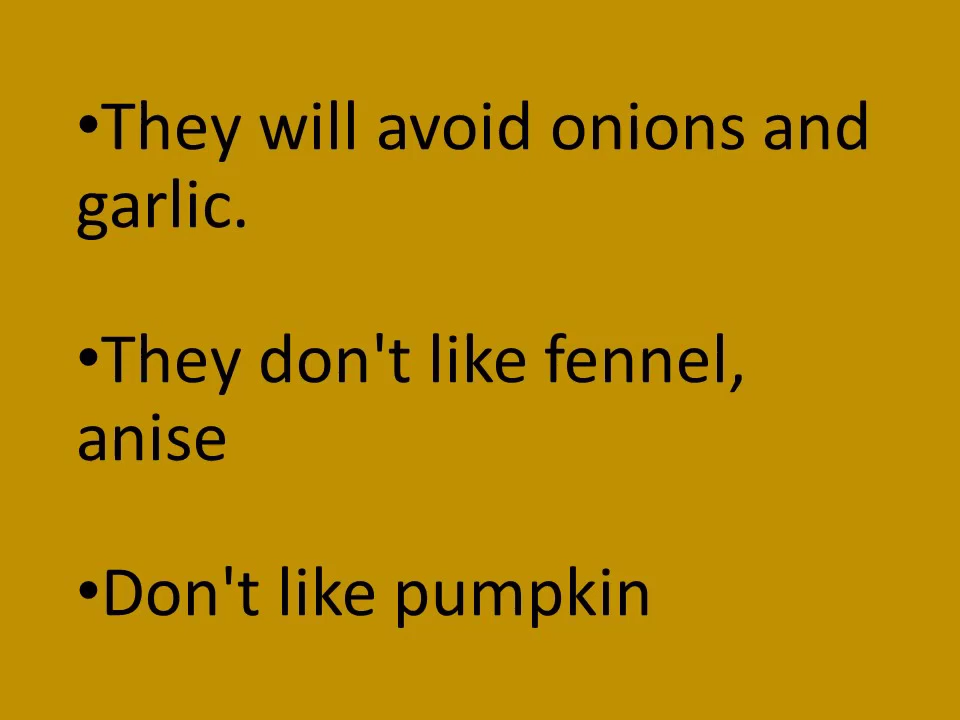 •They will avoid onions and
garlic.
•They don't like fennel,
anise
•Don't like pumpkin